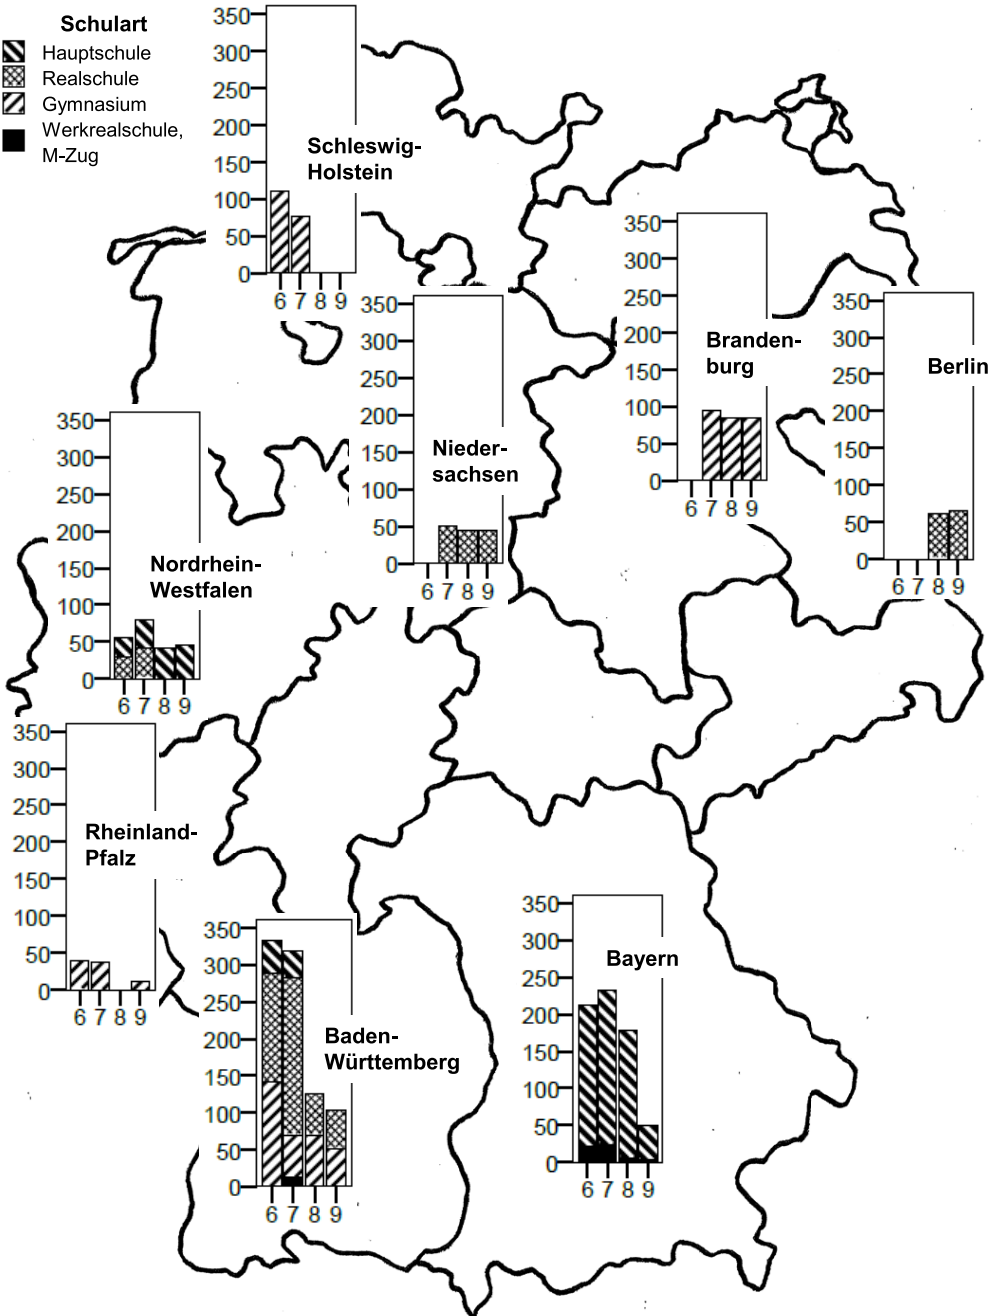 Schulart
Hauptschule
Realschule
Gymnasium
Werkrealschule,
M-Zug
350
300
250
200
150
100
50
0
Schleswig-
Holstein
6 7 8 9
350
300
250
200
150
100
50
0
Branden-
burg
6 7 8 9
350
300
250
200
150
100
50
0
Berlin
6 7 8 9
350
300
250
200
150
100
50
0
Nieder-
sachsen
6 7 8 9
350
300
250
200
150
100
50
0
Nordrhein-
Westfalen
6 7 8 9
350
300
250
200
150
100
50
0
Rheinland-
Pfalz
6 7 8 9
350
300
250
200
150
100
50
0
Baden-
Württemberg
6 7 8 9
350
300
250
200
150
100
50
0
Bayern
6 7 8 9